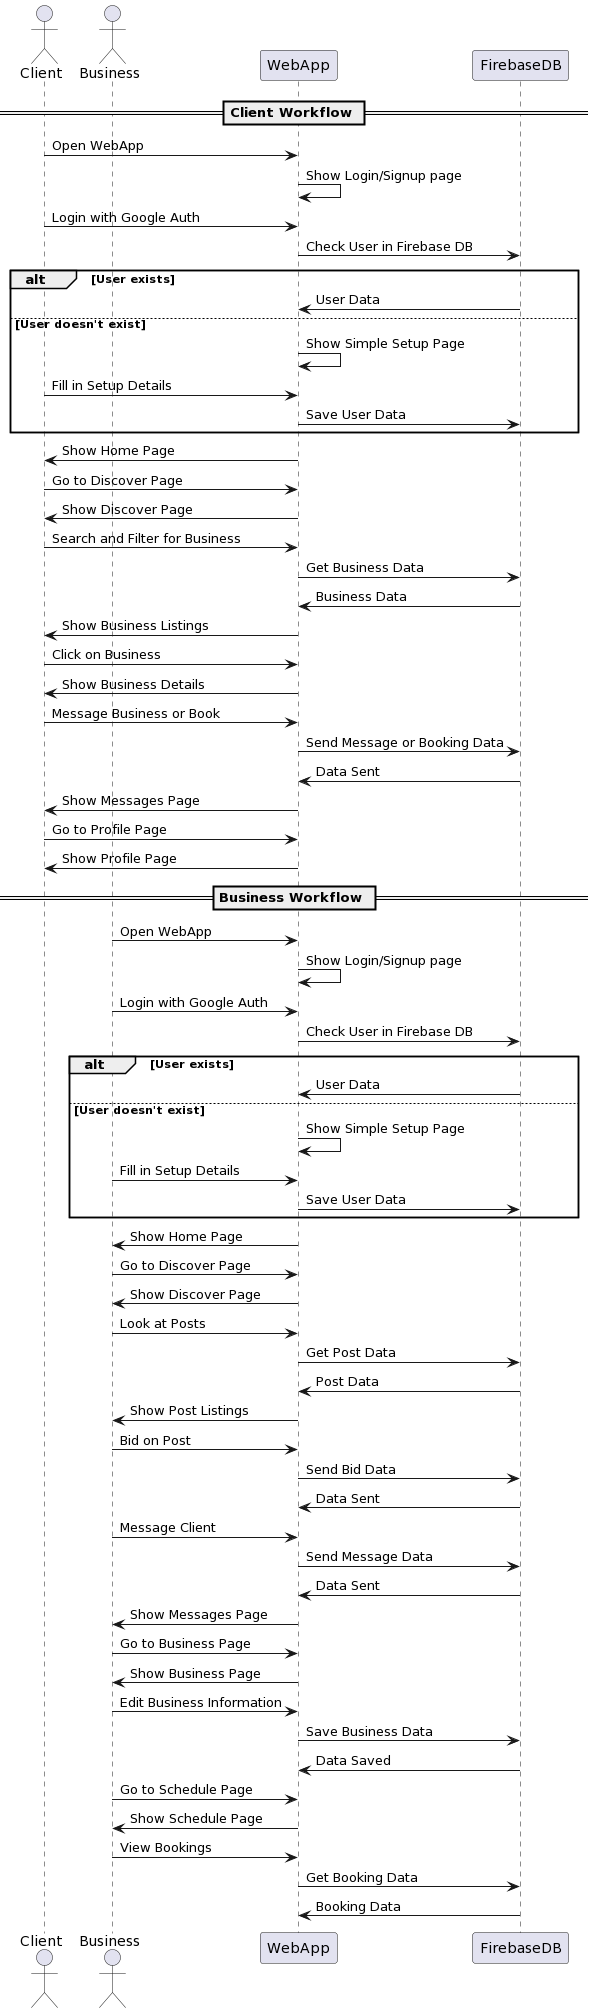 Client
Business
WebApp
FirebaseDB
Client Workflow
Open WebApp
Show Login/Signup page
Login with Google Auth
Check User in Firebase DB
alt
[User exists]
User Data
[User doesn't exist]
Show Simple Setup Page
Fill in Setup Details
Save User Data
Show Home Page
Go to Discover Page
Show Discover Page
Search and Filter for Business
Get Business Data
Business Data
Show Business Listings
Click on Business
Show Business Details
Message Business or Book
Send Message or Booking Data
Data Sent
Show Messages Page
Go to Profile Page
Show Profile Page
Business Workflow
Open WebApp
Show Login/Signup page
Login with Google Auth
Check User in Firebase DB
alt
[User exists]
User Data
[User doesn't exist]
Show Simple Setup Page
Fill in Setup Details
Save User Data
Show Home Page
Go to Discover Page
Show Discover Page
Look at Posts
Get Post Data
Post Data
Show Post Listings
Bid on Post
Send Bid Data
Data Sent
Message Client
Send Message Data
Data Sent
Show Messages Page
Go to Business Page
Show Business Page
Edit Business Information
Save Business Data
Data Saved
Go to Schedule Page
Show Schedule Page
View Bookings
Get Booking Data
Booking Data
Client
Business
WebApp
FirebaseDB